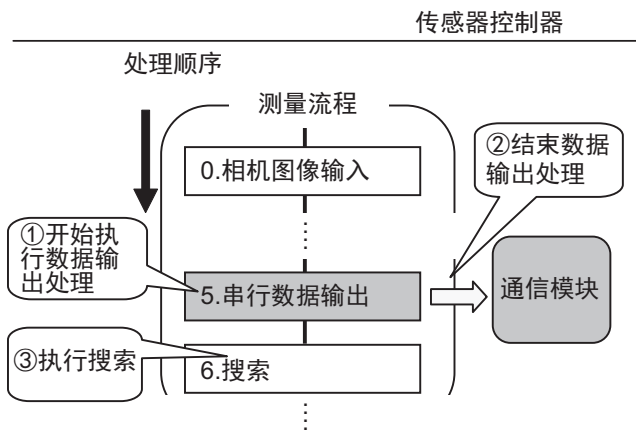 传感器控制器
处理顺序
测量流程
0.相机图像输入
②结束数据
输出处理
①开始执
行数据输
出处理
5.串行数据输出
通信模块
③执行搜索
6.搜索